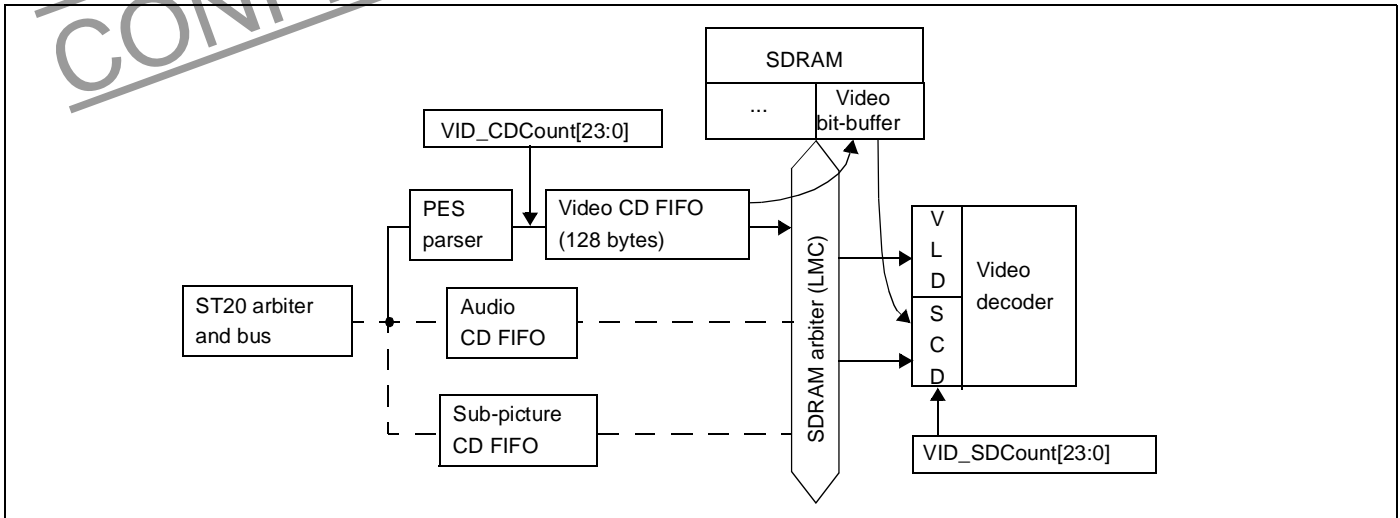 SDRAM
...
Video
bit-buffer
VID_CDCount[23:0]
PES
parser
Video CD FIFO
(128 bytes)
ST20 arbiter
and bus
Audio
CD FIFO
Sub-picture
CD FIFO
SDRAM arbiter (LMC)
V
L
D
S
C
D
Video
decoder
VID_SDCount[23:0]